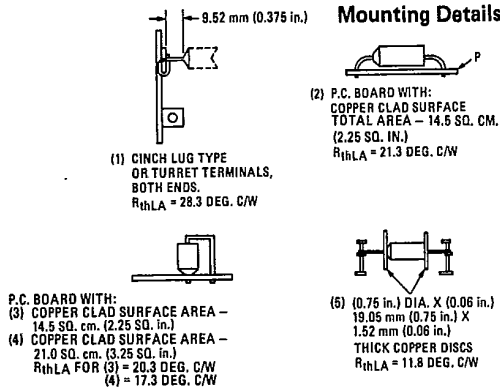 Mounting Details
9.52 mm (0.375 in.)
P
(1) CINCH LUG TYPE
OR TURRET TERMINALS,
BOTH ENDS.
RthLA = 28.3 DEG. C/W
(2) P.C. BOARD WITH:
COPPER CLAD SURFACE
TOTAL AREA – 14.5 SQ. CM.
(2.25 SQ. IN.)
RthLA = 21.3 DEG. C/W
P.C. BOARD WITH:
(3) COPPER CLAD SURFACE AREA –
14.5 SQ. cm. (2.25 SQ. in.)
(4) COPPER CLAD SURFACE AREA –
21.0 SQ. cm. (3.25 SQ. in.)
RthLA FOR (3) = 20.3 DEG. C/W
(4) = 17.3 DEG. C/W
(5) (0.75 in.) DIA. X (0.06 in.)
19.05 mm (0.75 in.) X
1.52 mm (0.06 in.)
THICK COPPER DISCS
RthLA = 11.8 DEG. C/W